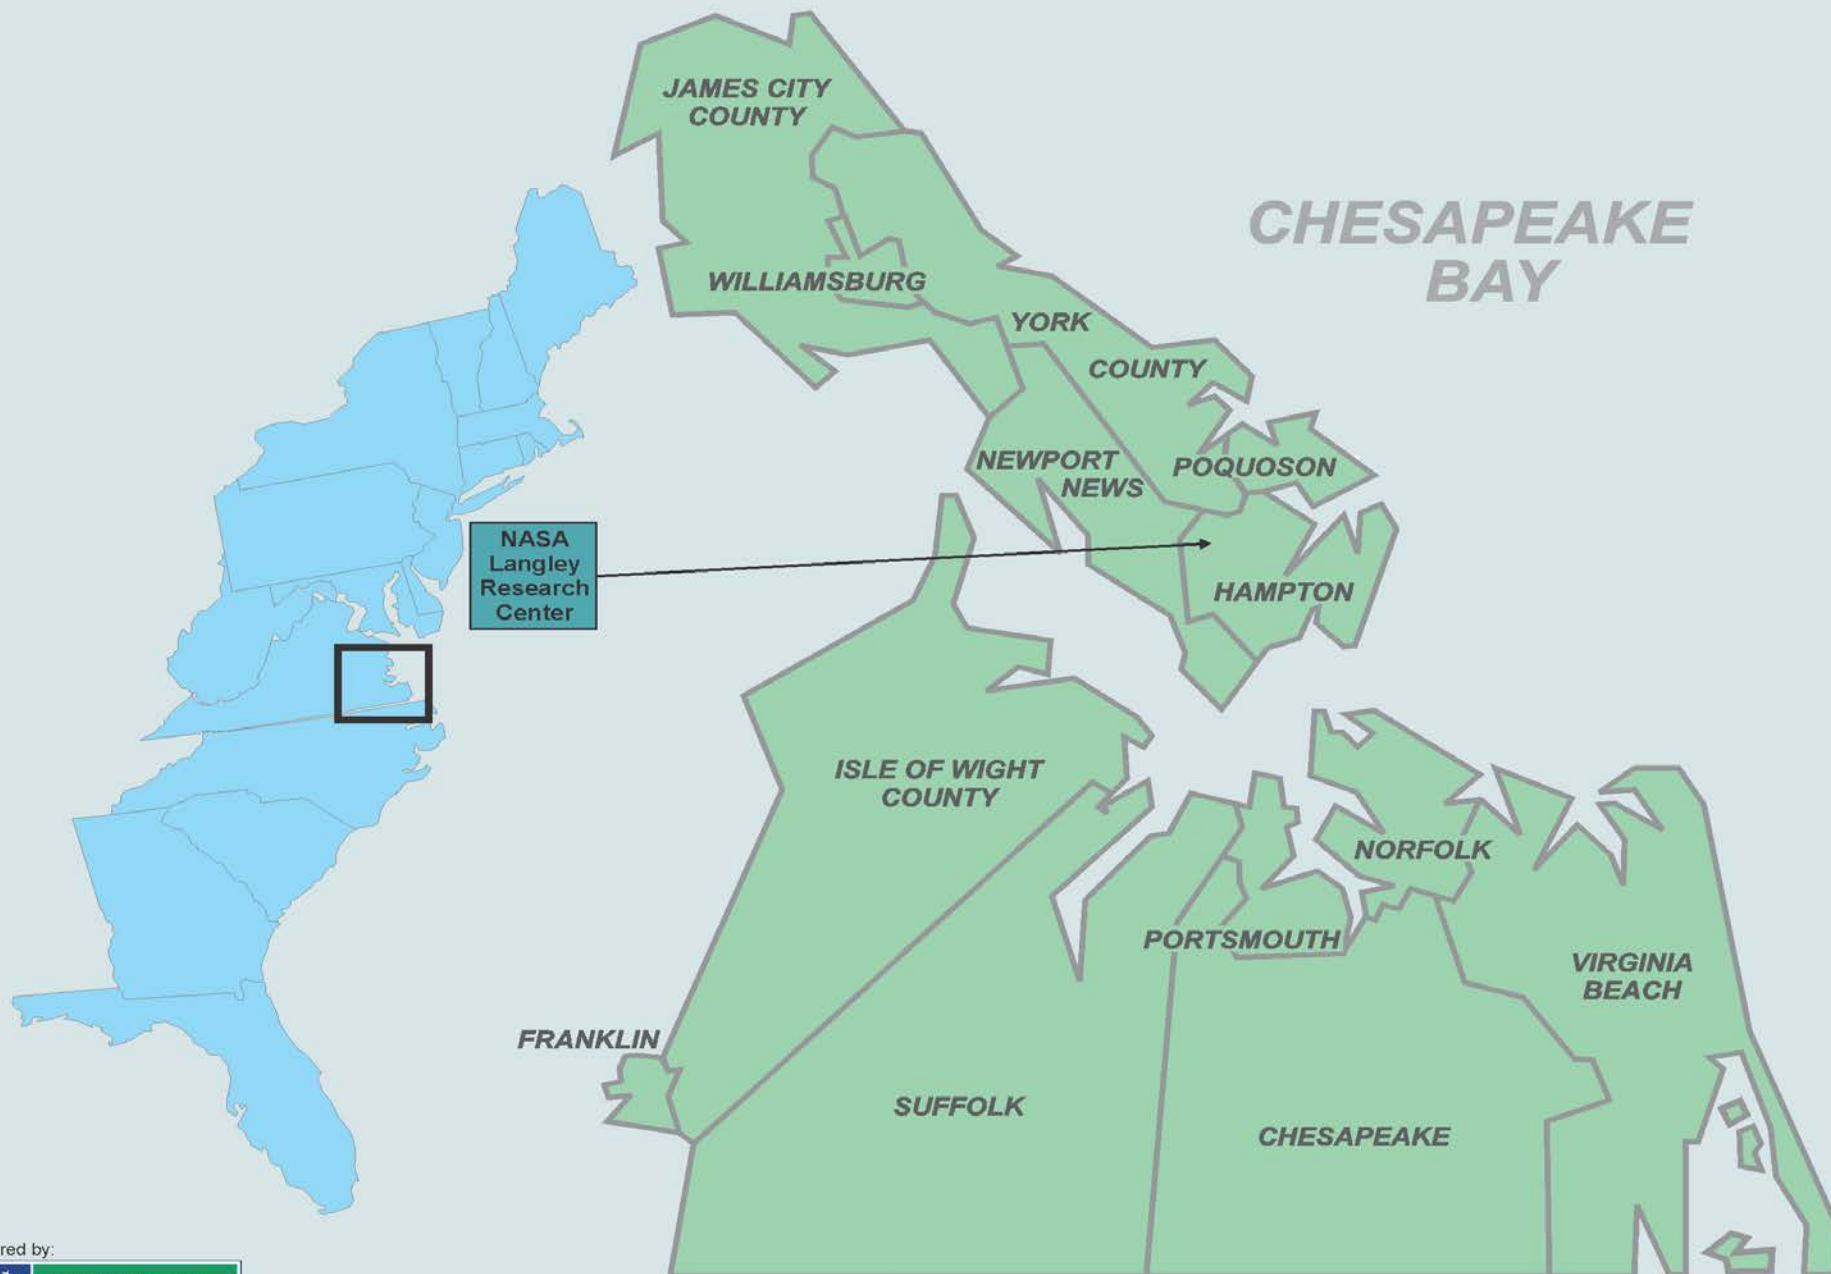 JAMES CITY
COUNTY
CHESAPEAKE
BAY
WILLIAMSBURG
YORK
COUNTY
NEWPORT
NEWS
POQUOSON
NASA
Langley
Research
Center
HAMPTON
ISLE OF WIGHT
COUNTY
NORFOLK
PORTSMOUTH
VIRGINIA
BEACH
FRANKLIN
SUFFOLK
CHESAPEAKE
red by: